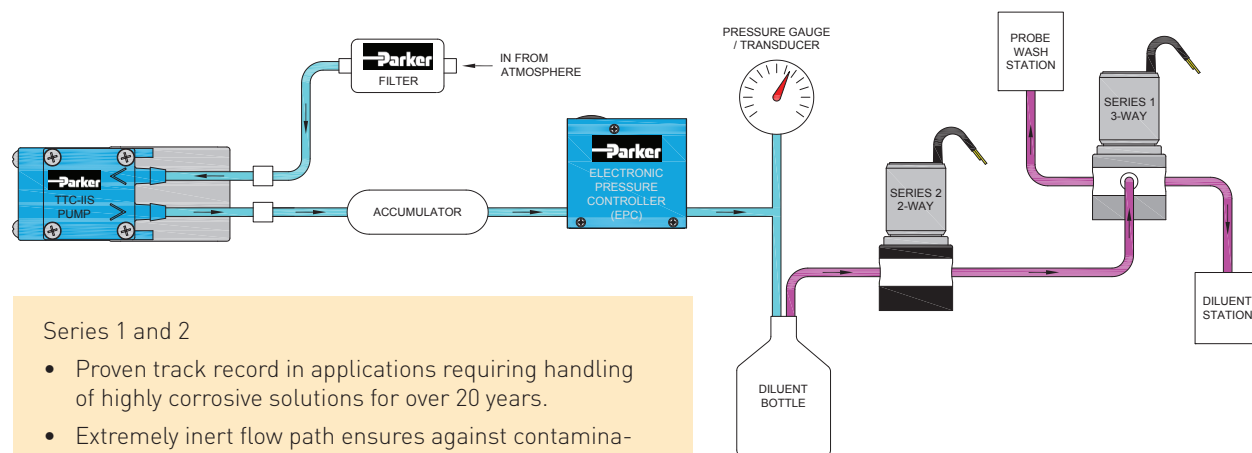 Parker
FILTER
IN FROM
ATMOSPHERE
PRESSURE GAUGE
/ TRANSDUCER
PROBE
WASH
STATION
SERIES 1
3-WAY
Parker
TTC-IIS
PUMP
ACCUMULATOR
Parker
ELECTRONIC
PRESSURE
CONTROLLER
(EPC)
SERIES 2
2-WAY
DILUENT
STATION
DILUENT
BOTTLE
Series 1 and 2
• Proven track record in applications requiring handling
of highly corrosive solutions for over 20 years.
• Extremely inert flow path ensures against contamina-